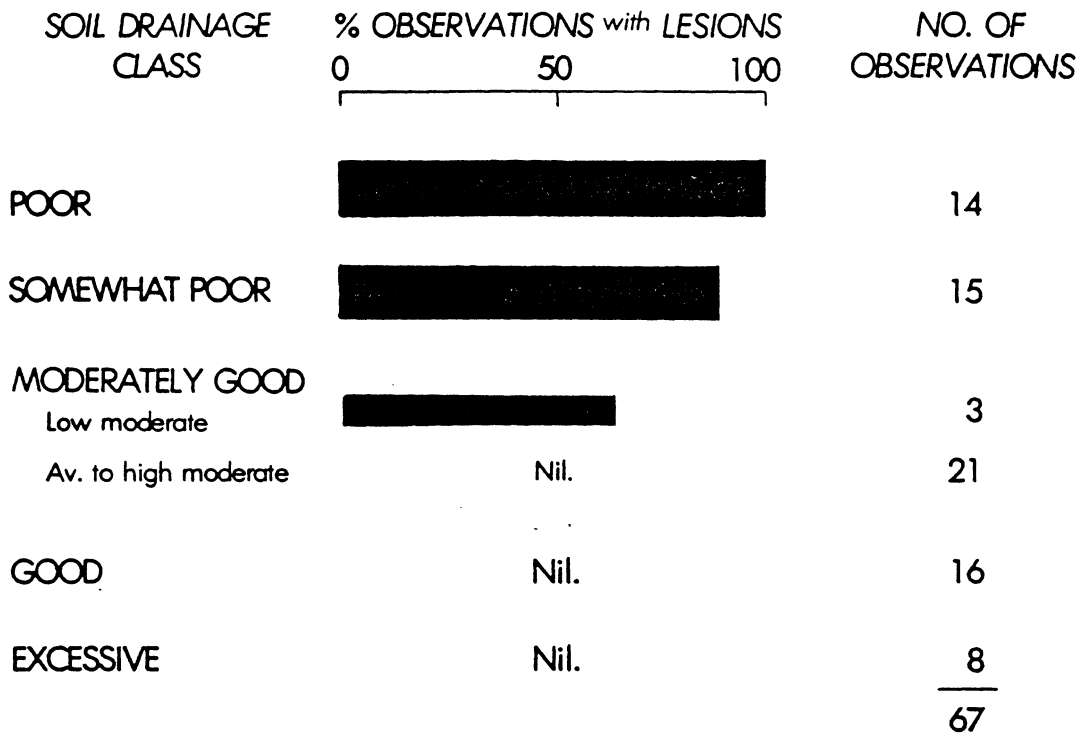 SOIL DRAINAGE CLASS % OBSERVATIONS with LESIONS NO. OF OBSERVATIONS
0 50 100
POOR 14
SOMEWHAT POOR 15
MODERATELY GOOD
Low moderate 3
Av. to high moderate Nil. 21
GOOD Nil. 16
EXCESSIVE Nil. 8
67